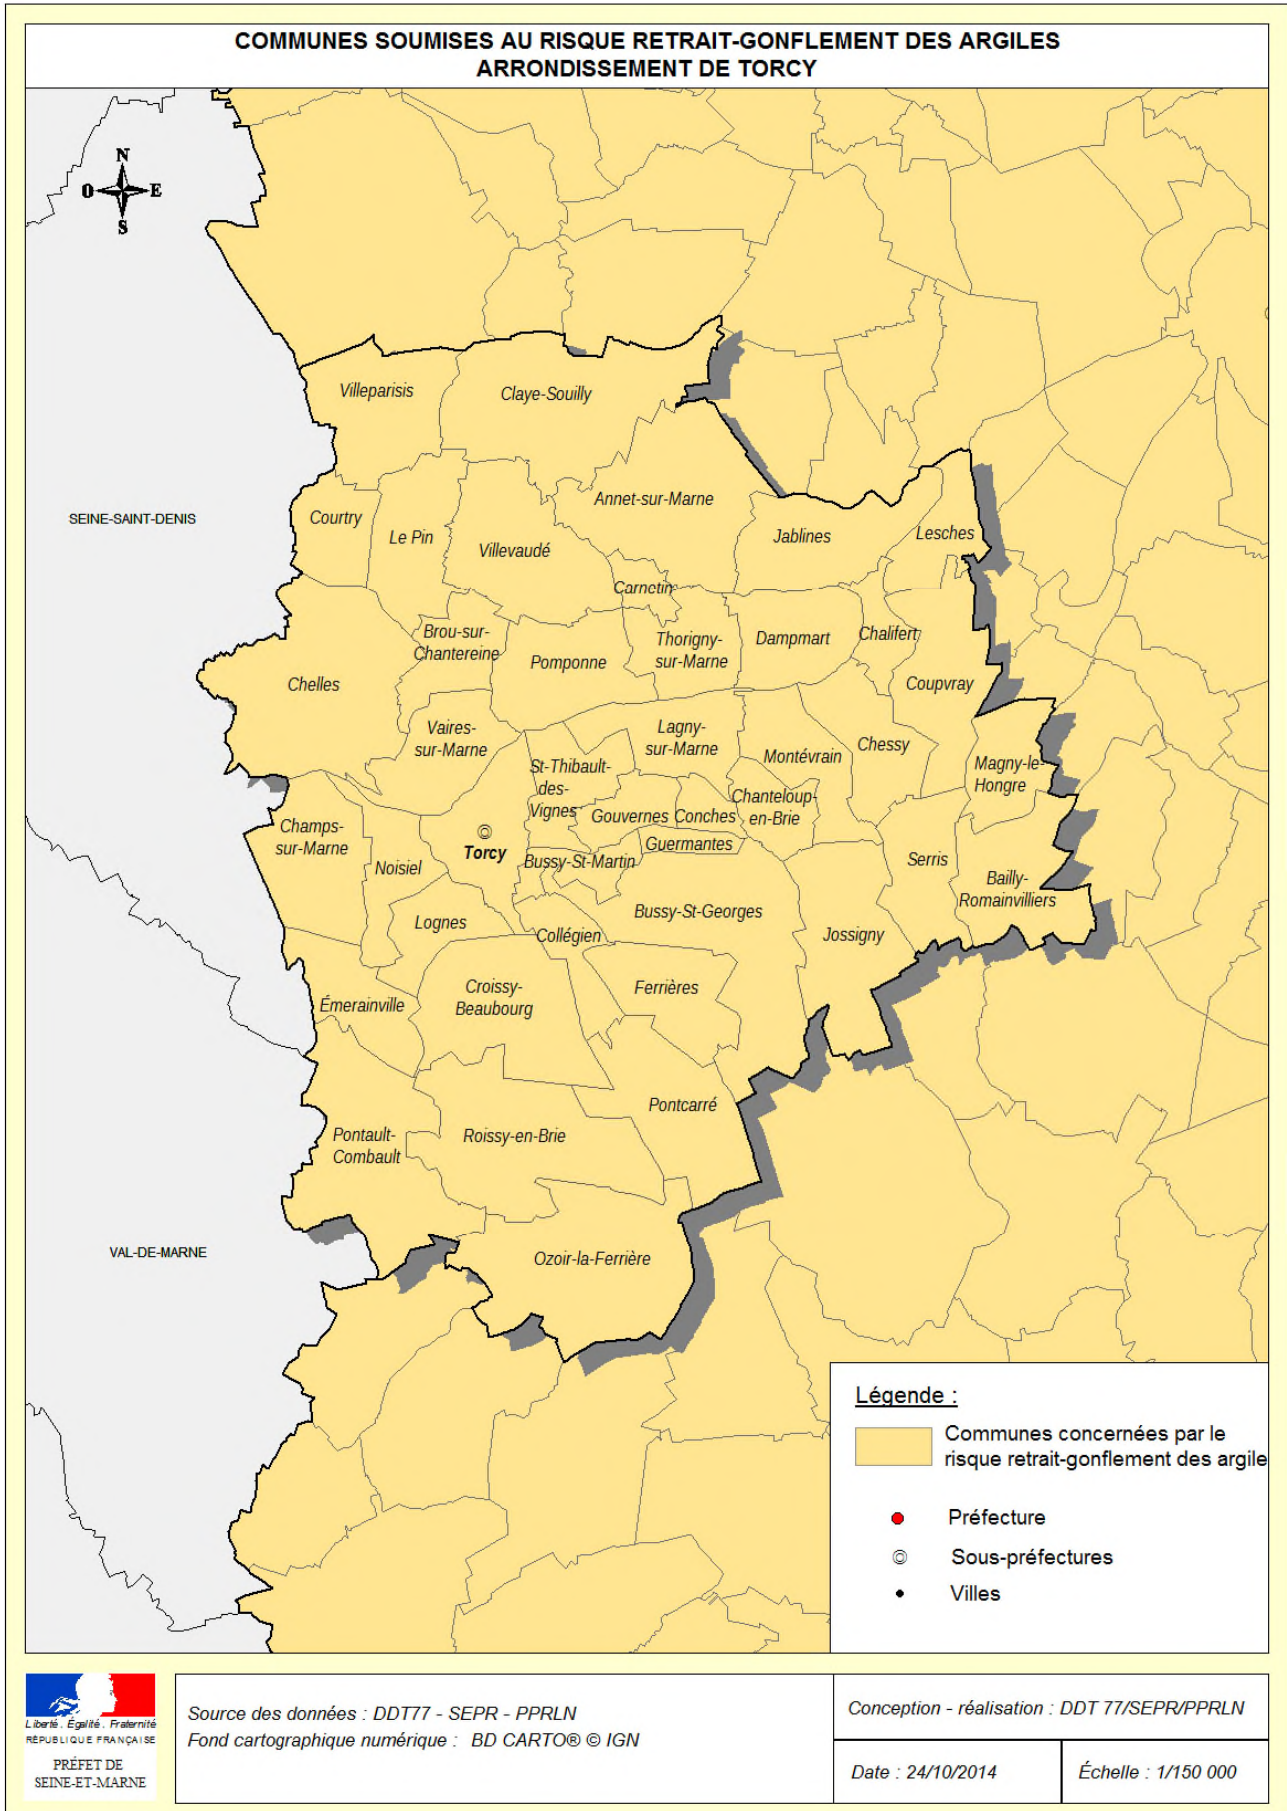 COMMUNES SOUMISES AU RISQUE RETRAIT-GONFLEMENT DES ARGILES
ARRONDISSEMENT DE TORCY
N
O
E
S
Villeparisis
Claye-Souilly
Annet-sur-Marne
SEINE-SAINT-DENIS
Courtry
Le Pin
Villevaudé
Jablines
Lesches
Carnetin
Brou-sur-
Chantereine
Pomponne
Thorigny-
sur-Marne
Dampmart
Chalifert
Chelles
Coupvray
Vaires-
sur-Marne
Lagny-
sur-Marne
Montévrain
Chessy
St-Thibault-
des-
Vignes
Magny-le-
Hongre
Gouvernes
Conches
Chanteloup-
en-Brie
Champs-
sur-Marne
Torcy
Guermantes
Noisiel
Bussy-St-Martin
Serris
Bailly-
Romainvilliers
Lognes
Collégien
Bussy-St-Georges
Jossigny
Émerainville
Croissy-
Beaubourg
Ferrières
Pontcarré
Pontault-
Combault
Roissy-en-Brie
VAL-DE-MARNE
Ozoir-la-Ferrière
Légende :
Communes concernées par le
risque retrait-gonflement des argile
Préfecture
Sous-préfectures
Villes
Liberté . Égalité . Fraternité
RÉPUBLIQUE FRANÇAISE
PRÉFET DE
SEINE-ET-MARNE
Source des données : DDT77 - SEPR - PPRLN
Fond cartographique numérique : BD CARTO® © IGN
Conception - réalisation : DDT 77/SEPR/PPRLN
Date : 24/10/2014
Échelle : 1/150 000